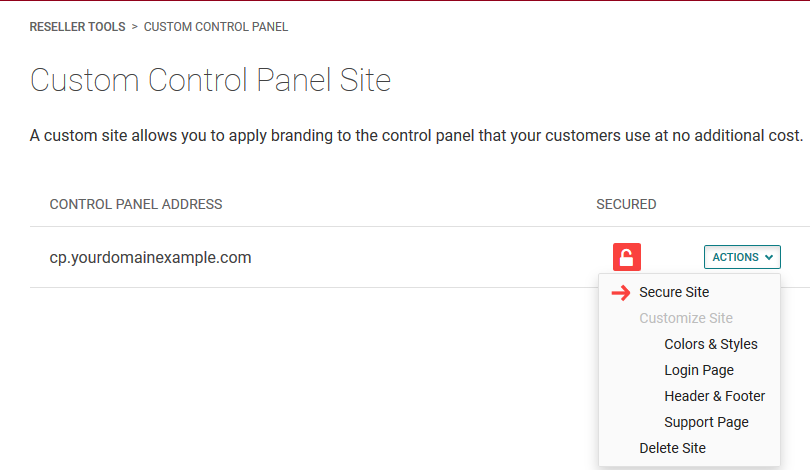 RESELLER TOOLS > CUSTOM CONTROL PANEL
Custom Control Panel Site
A custom site allows you to apply branding to the control panel that your customers use at no additional cost.
CONTROL PANEL ADDRESS SECURED
cp.yourdomainexample.com ACTIONS
Secure Site
Customize Site
Colors & Styles
Login Page
Header & Footer
Support Page
Delete Site